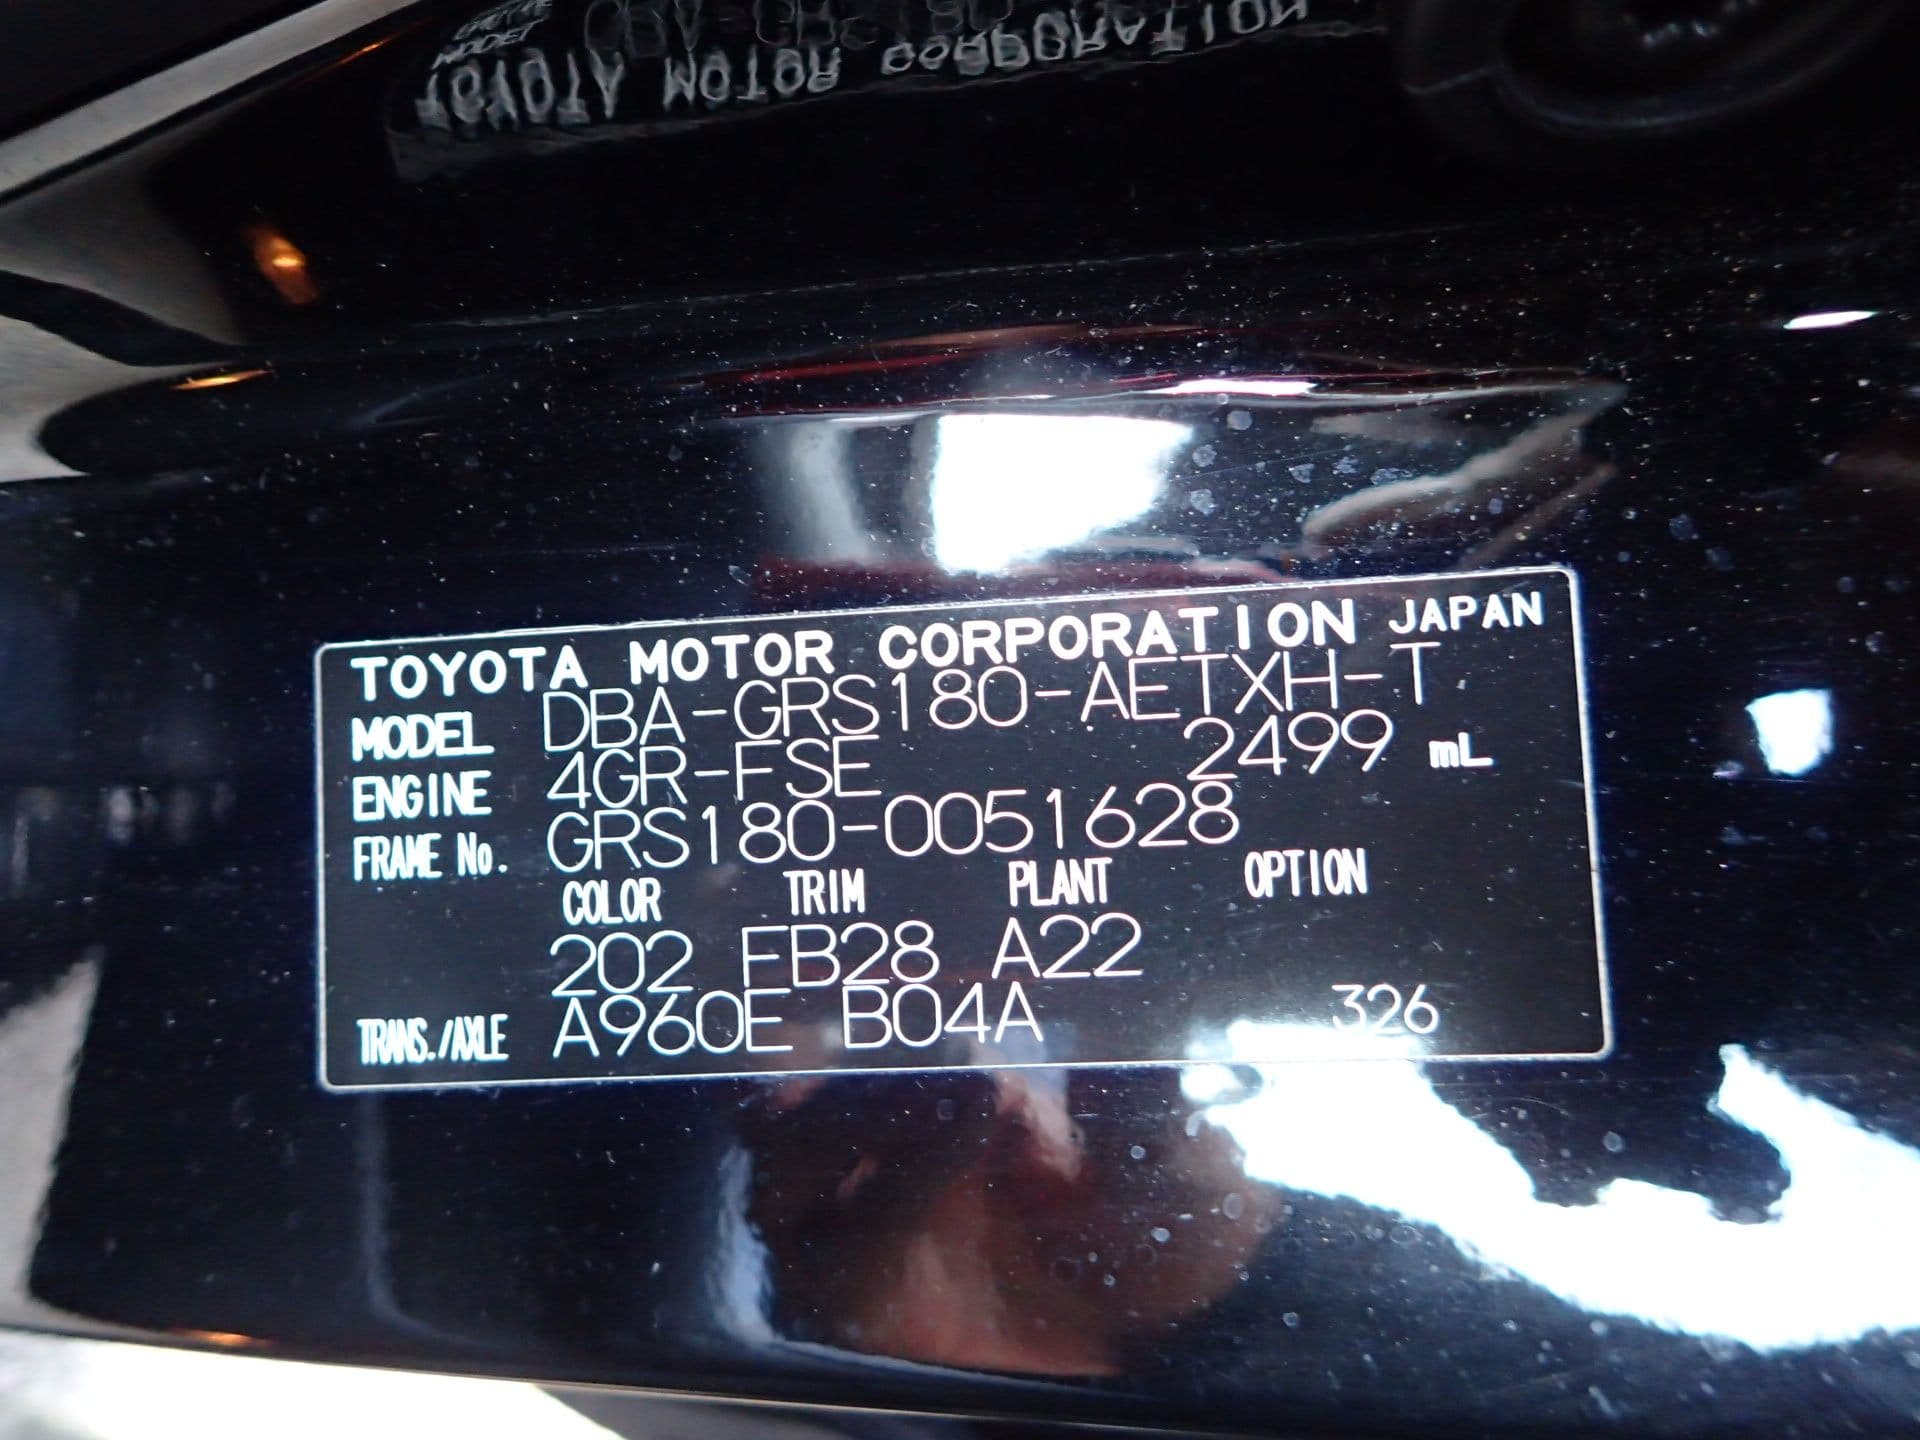 TOYOTA MOTOR CORPORATION
TOYOTA MOTOR CORPORATION JAPAN
MODEL DBA-GRS180-AETXH-T
ENGINE 4GR-FSE 2499 mL
FRAME No. GRS180-0051628
COLOR TRIM PLANT OPTION
202 FB28 A22
TRANS./AXLE A960E B04A 326